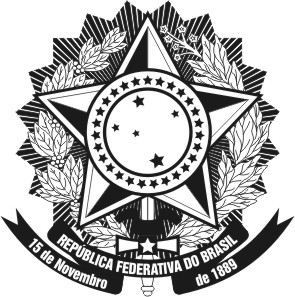 REPÚBLICA FEDERATIVA DO BRASIL
15 de Novembro
de 1889